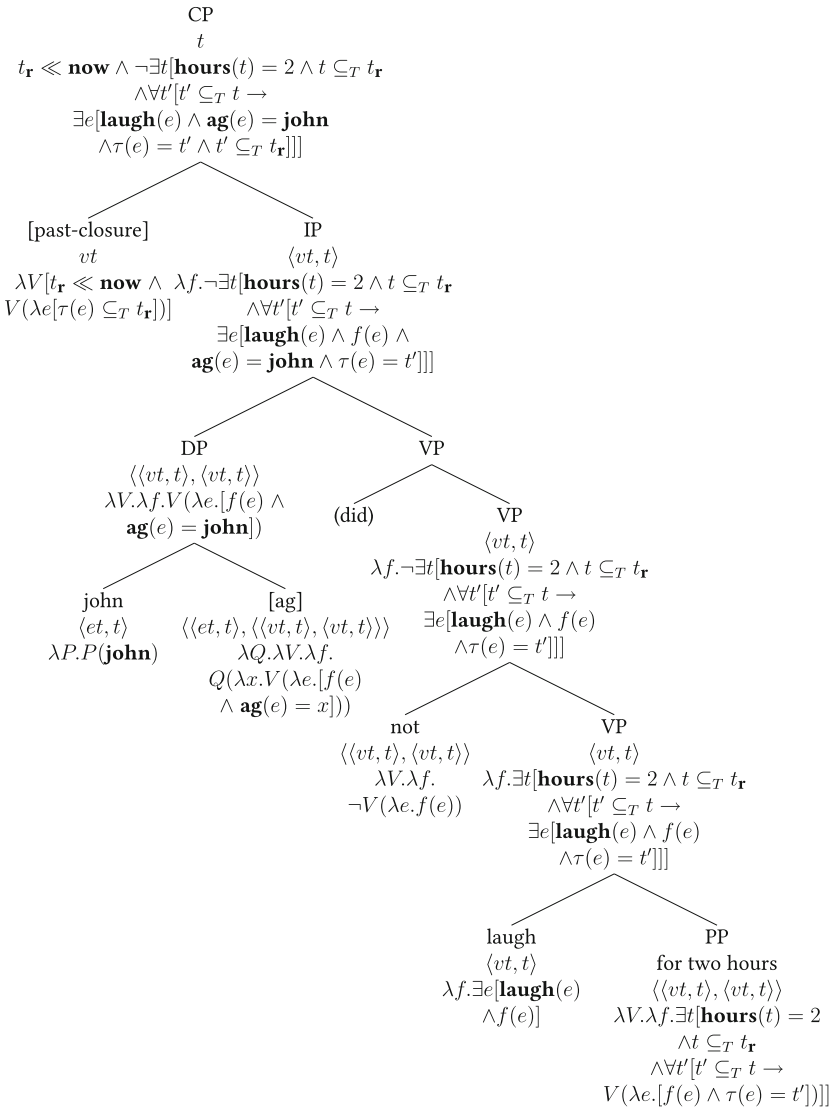 CP
t
t_r ≪ now ∧ ¬∃t[hours(t) = 2 ∧ t ⊆_T t_r
∧∀t′[t′ ⊆_T t →
∃e[laugh(e) ∧ ag(e) = john
∧τ(e) = t′ ∧ t′ ⊆_T t_r]]]
[past-closure]
vt
λV[t_r ≪ now ∧
V(λe[τ(e) ⊆_T t_r])]
IP
⟨vt, t⟩
λf.¬∃t[hours(t) = 2 ∧ t ⊆_T t_r
∧∀t′[t′ ⊆_T t →
∃e[laugh(e) ∧ f(e) ∧
ag(e) = john ∧ τ(e) = t′]]]
DP
⟨⟨vt, t⟩, ⟨vt, t⟩⟩
λV.λf.V(λe.[f(e) ∧
ag(e) = john])
VP
john
⟨et, t⟩
λP.P(john)
[ag]
⟨⟨et, t⟩, ⟨⟨vt, t⟩, ⟨vt, t⟩⟩⟩
λQ.λV.λf.
Q(λx.V(λe.[f(e)
∧ ag(e) = x]))
(did)
VP
⟨vt, t⟩
λf.¬∃t[hours(t) = 2 ∧ t ⊆_T t_r
∧∀t′[t′ ⊆_T t →
∃e[laugh(e) ∧ f(e)
∧τ(e) = t′]]]
not
⟨⟨vt, t⟩, ⟨vt, t⟩⟩
λV.λf.
¬V(λe.f(e))
VP
⟨vt, t⟩
λf.∃t[hours(t) = 2 ∧ t ⊆_T t_r
∧∀t′[t′ ⊆_T t →
∃e[laugh(e) ∧ f(e)
∧τ(e) = t′]]]
laugh
⟨vt, t⟩
λf.∃e[laugh(e)
∧f(e)]
PP
for two hours
⟨⟨vt, t⟩, ⟨vt, t⟩⟩
λV.λf.∃t[hours(t) = 2
∧t ⊆_T t_r
∧∀t′[t′ ⊆_T t →
V(λe.[f(e) ∧ τ(e) = t′])]]